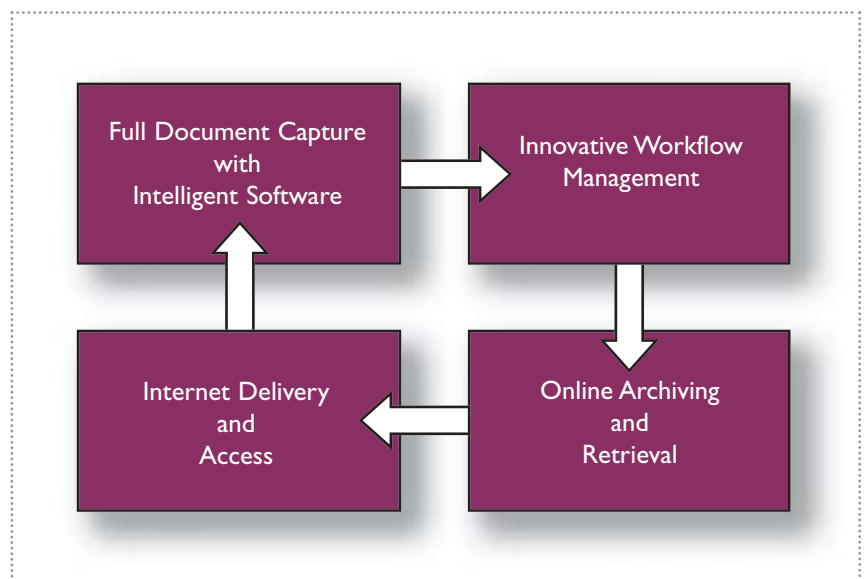 Full Document Capture
with
Intelligent Software
Innovative Workflow
Management
Internet Delivery
and
Access
Online Archiving
and
Retrieval